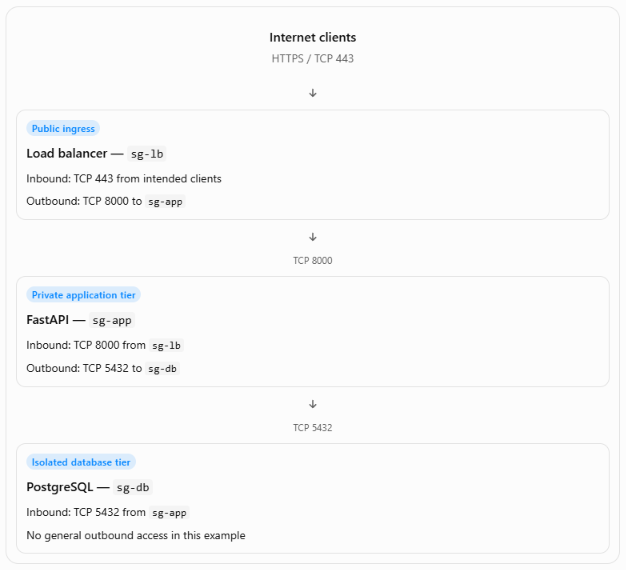 Internet clients
HTTPS / TCP 443
↓
Public ingress
Load balancer — sg-lb
Inbound: TCP 443 from intended clients
Outbound: TCP 8000 to sg-app
↓
TCP 8000
Private application tier
FastAPI — sg-app
Inbound: TCP 8000 from sg-lb
Outbound: TCP 5432 to sg-db
↓
TCP 5432
Isolated database tier
PostgreSQL — sg-db
Inbound: TCP 5432 from sg-app
No general outbound access in this example